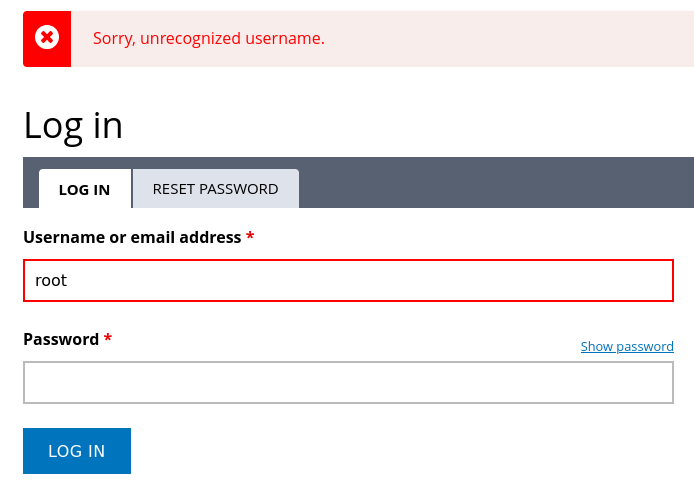 Sorry, unrecognized username.
Log in
LOG IN
RESET PASSWORD
Username or email address *
root
Password *
Show password
LOG IN